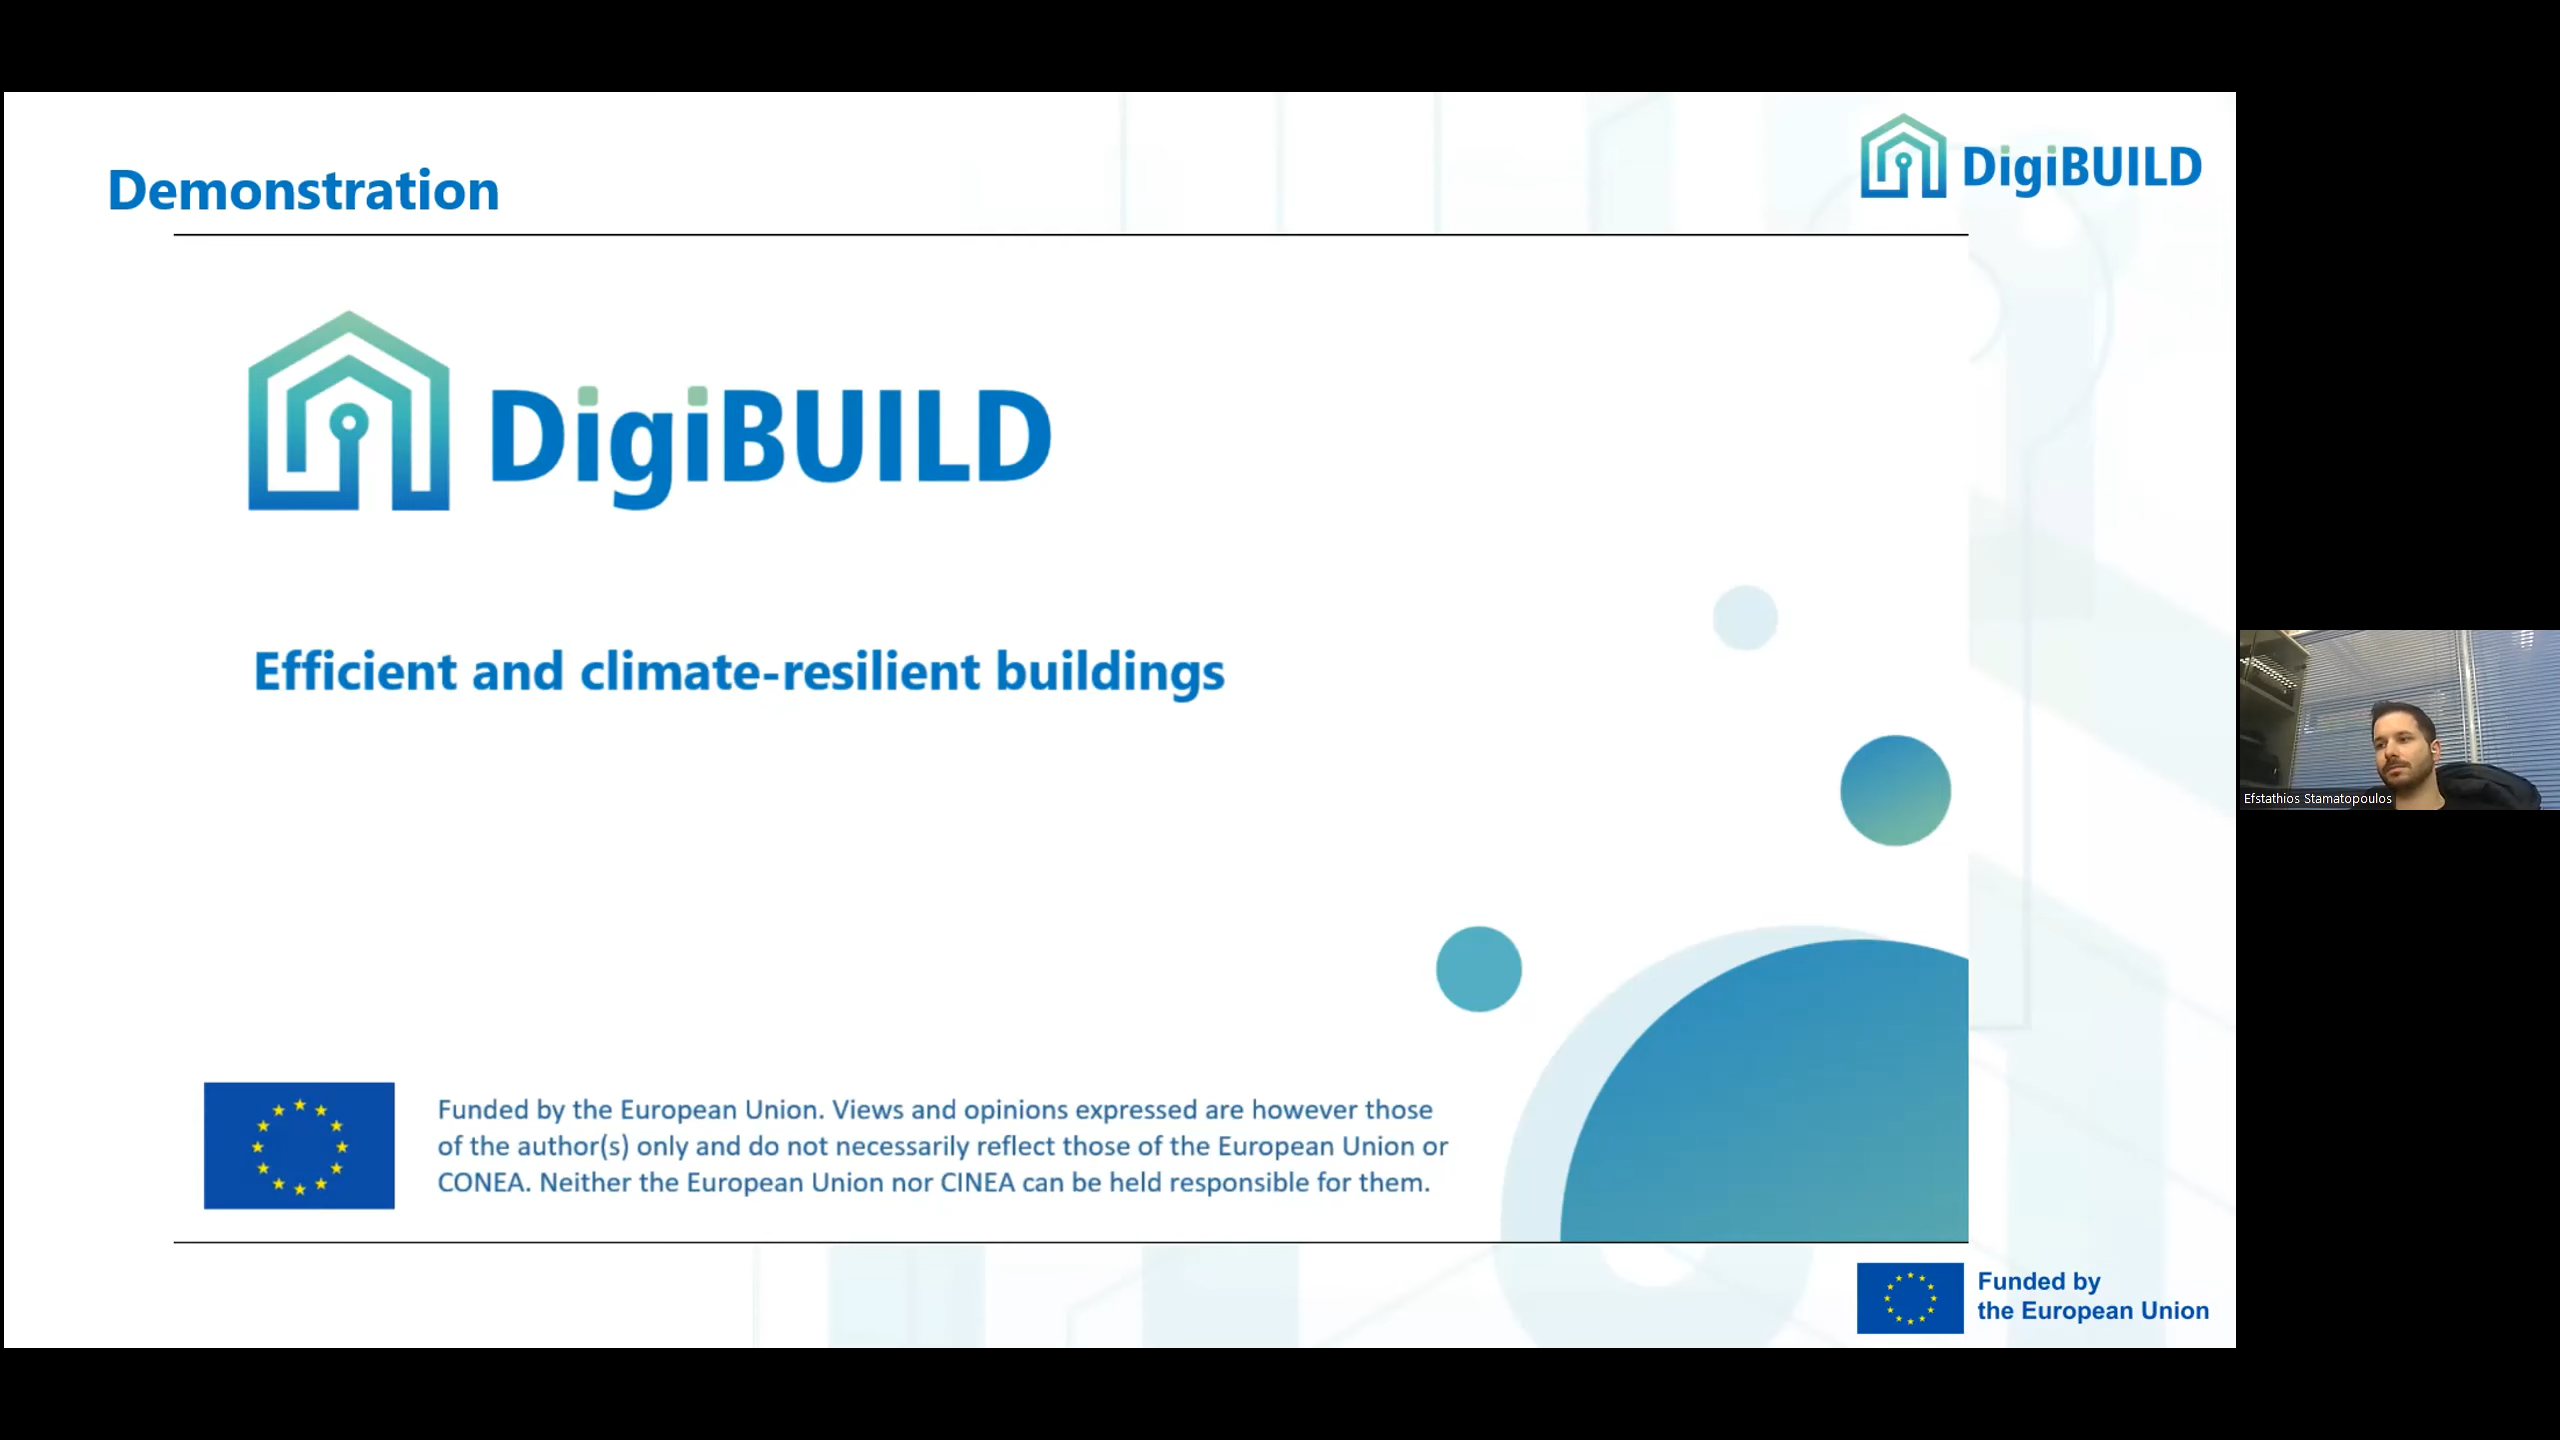 Demonstration
DigiBUILD
DigiBUILD
Efficient and climate-resilient buildings
Efstathios Stamatopoulos
Funded by the European Union. Views and opinions expressed are however those
of the author(s) only and do not necessarily reflect those of the European Union or
CONEA. Neither the European Union nor CINEA can be held responsible for them.
Funded by
the European Union